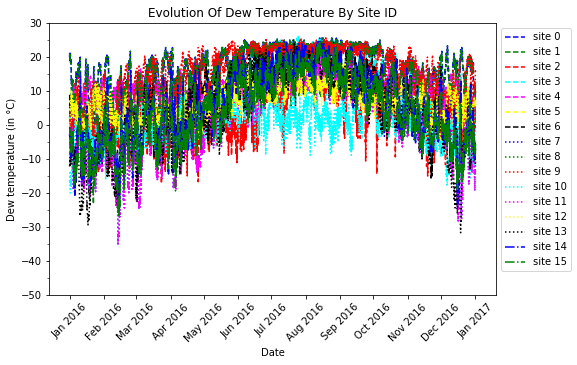 Evolution Of Dew Temperature By Site ID
Dew temperature (in °C)
30
20
10
0
−10
−20
−30
−40
−50
Jan 2016
Feb 2016
Mar 2016
Apr 2016
May 2016
Jun 2016
Jul 2016
Aug 2016
Sep 2016
Oct 2016
Nov 2016
Dec 2016
Jan 2017
Date
site 0
site 1
site 2
site 3
site 4
site 5
site 6
site 7
site 8
site 9
site 10
site 11
site 12
site 13
site 14
site 15